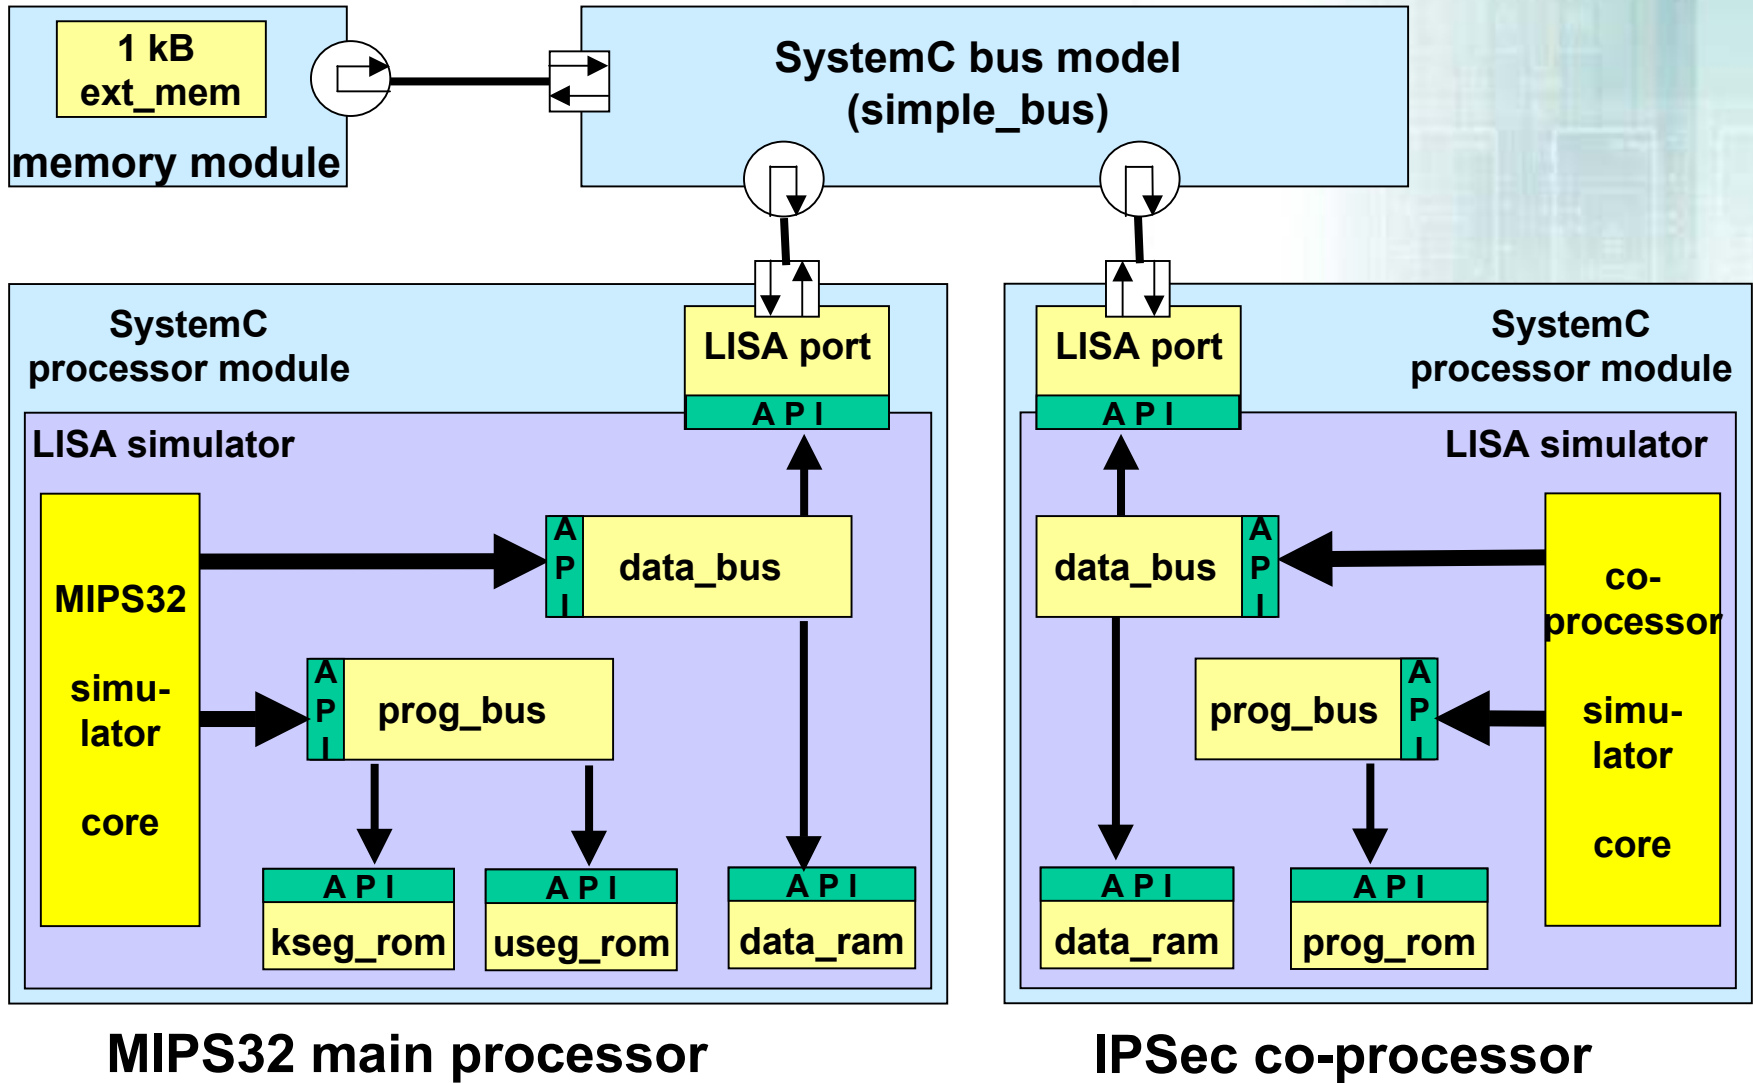 1 kB
ext_mem
memory module
SystemC bus model
(simple_bus)
SystemC
processor module
LISA port
A P I
LISA simulator
MIPS32
simu-
lator
core
A
P
I
data_bus
A
P
I
prog_bus
A P I
kseg_rom
A P I
useg_rom
A P I
data_ram
MIPS32 main processor
LISA port
A P I
SystemC
processor module
LISA simulator
data_bus
A
P
I
co-
processor
simu-
lator
core
prog_bus
A
P
I
A P I
data_ram
A P I
prog_rom
IPSec co-processor